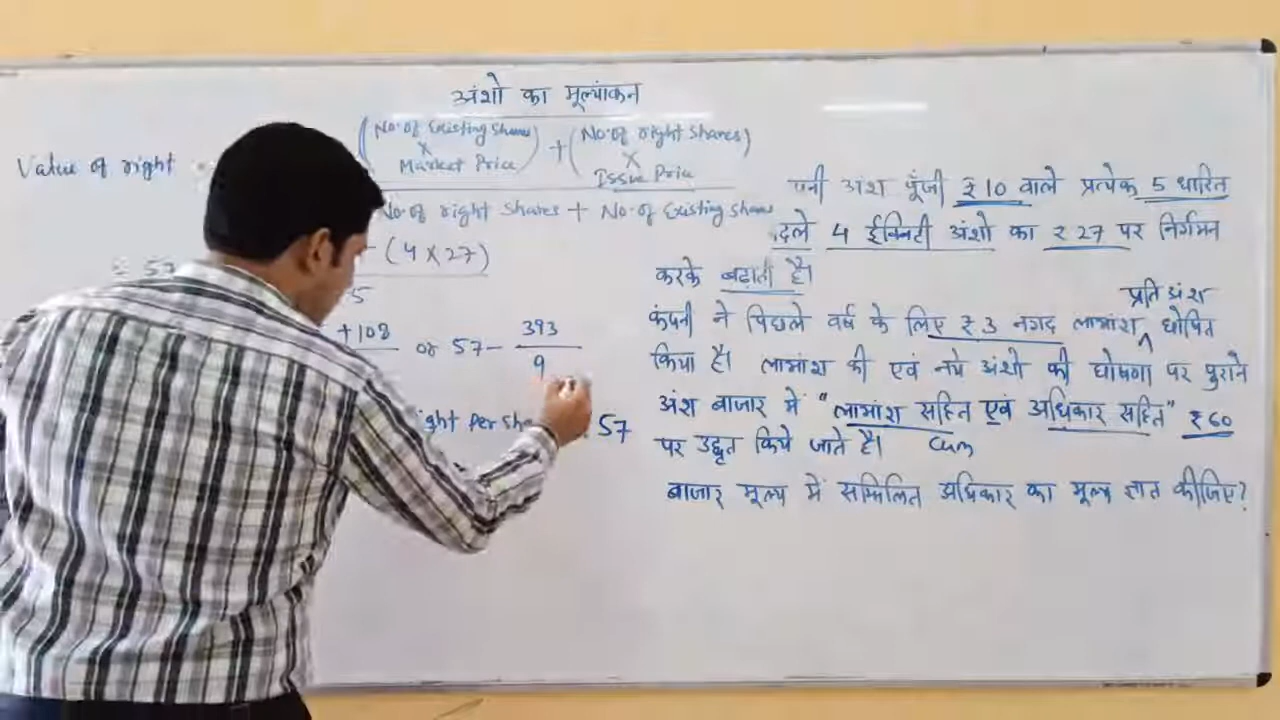 अंशो का मूल्यांकन
Value of right
(No. of Existing Shares × Market Price) + (No. of right Shares × Issue Price)
No. of right Shares + No. of Existing Shares
= 57
(4 × 27)
5
+108
or 57 - 393
9
ight per Sha
57
पनी अंश पूँजी ₹ 10 वाले प्रत्येक 5 धारित
दले 4 ईक्विटी अंशो का ₹ 27 पर निर्गमन
करके बढ़ाती है।
प्रति अंश
कंपनी ने पिछले वर्ष के लिए ₹ 3 नगद लाभांश ^ घोषित
किया है। लाभांश की एवं नये अंशो की घोषणा पर पुराने
अंश बाजार में "लाभांश सहित एवं अधिकार सहित" ₹ 60
पर उद्धृत किये जाते है। Cum
बाजार मूल्य में सम्मिलित अधिकार का मूल्य ज्ञात कीजिए?